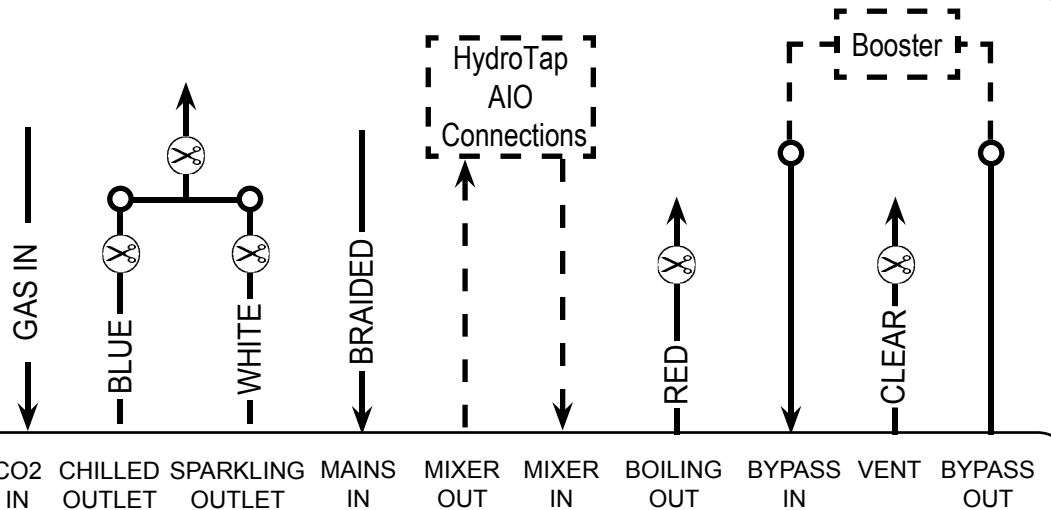 Booster
HydroTap
AIO
Connections
GAS IN
BLUE
WHITE
BRAIDED
RED
CLEAR
CO2
IN
CHILLED
OUTLET
SPARKLING
OUTLET
MAINS
IN
MIXER
OUT
MIXER
IN
BOILING
OUT
BYPASS
IN
VENT
BYPASS
OUT